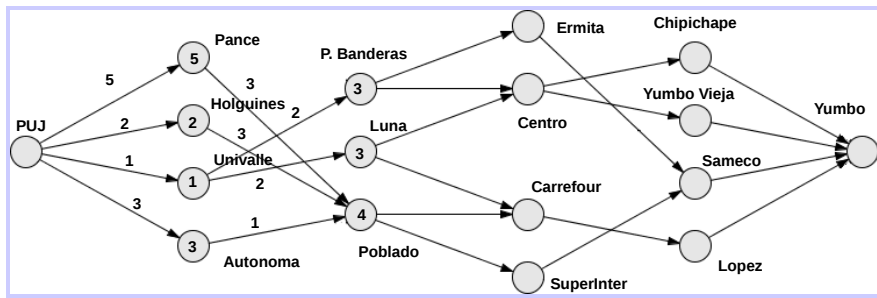 PUJ
5
2
1
3
Pance
5
Holguines
2
Univalle
1
Autonoma
3
3
3
2
2
1
P. Banderas
3
Luna
3
Poblado
4
Ermita
Centro
Carrefour
SuperInter
Chipichape
Yumbo Vieja
Sameco
Lopez
Yumbo